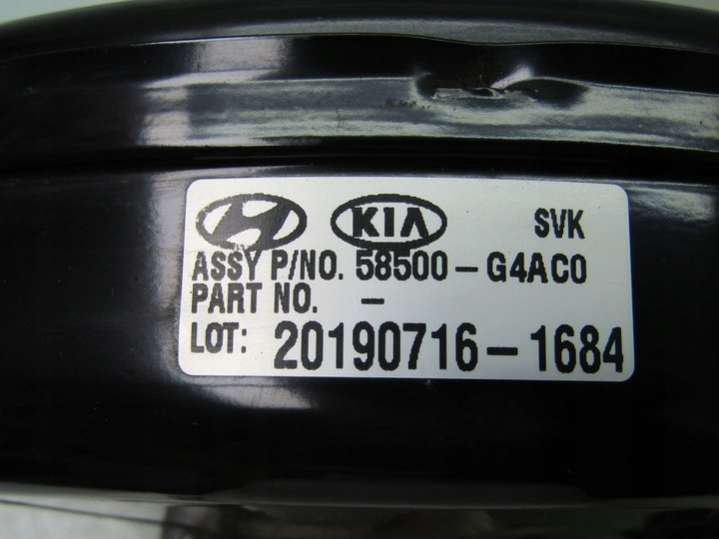 KIA SVK
ASSY P/NO. 58500-G4AC0
PART NO. -
LOT: 20190716-1684